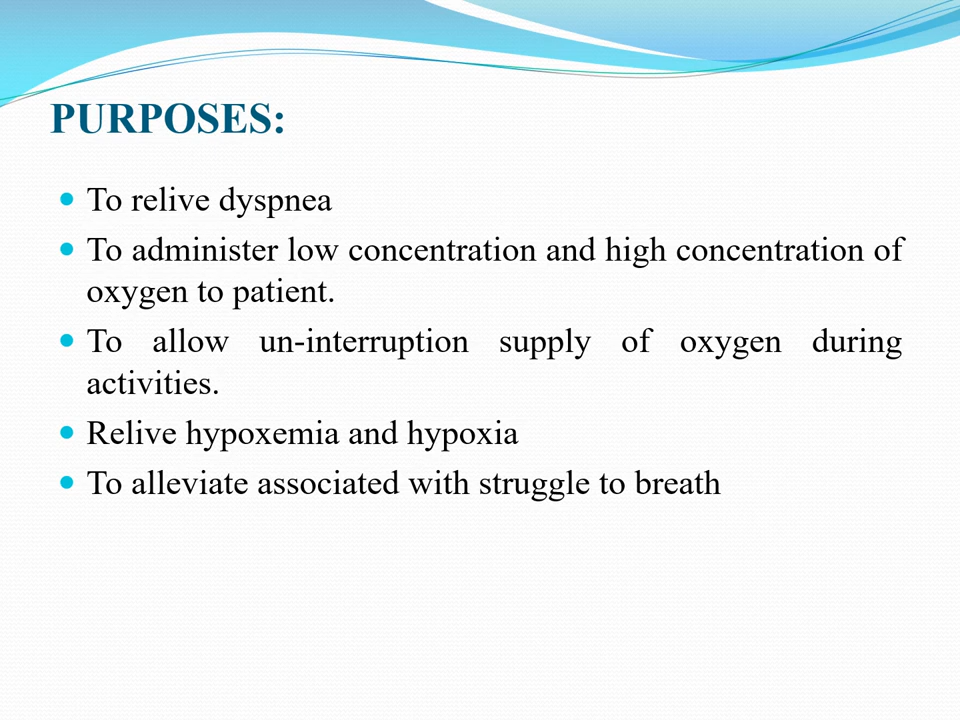 PURPOSES:
To relive dyspnea
To administer low concentration and high concentration of
oxygen to patient.
To allow un-interruption supply of oxygen during
activities.
Relive hypoxemia and hypoxia
To alleviate associated with struggle to breath